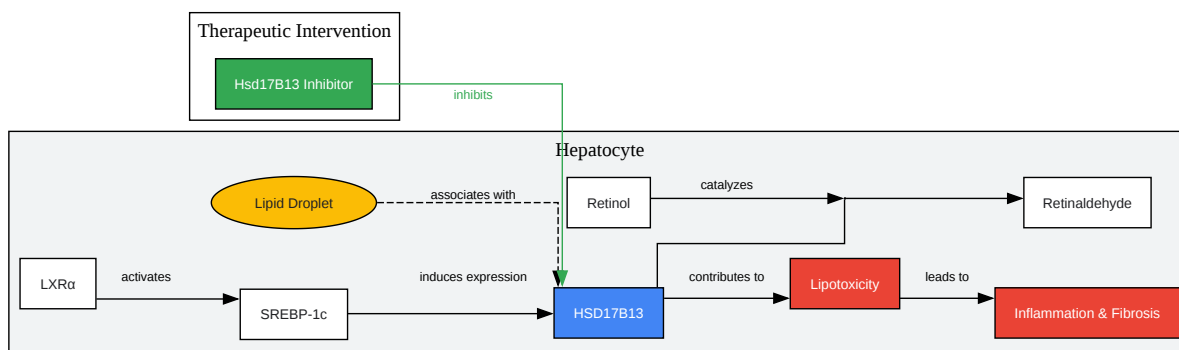 Therapeutic Intervention
Hsd17B13 Inhibitor
inhibits
Hepatocyte
Lipid Droplet
associates with
Retinol
catalyzes
Retinaldehyde
LXRα
activates
SREBP-1c
induces expression
HSD17B13
contributes to
Lipotoxicity
leads to
Inflammation & Fibrosis